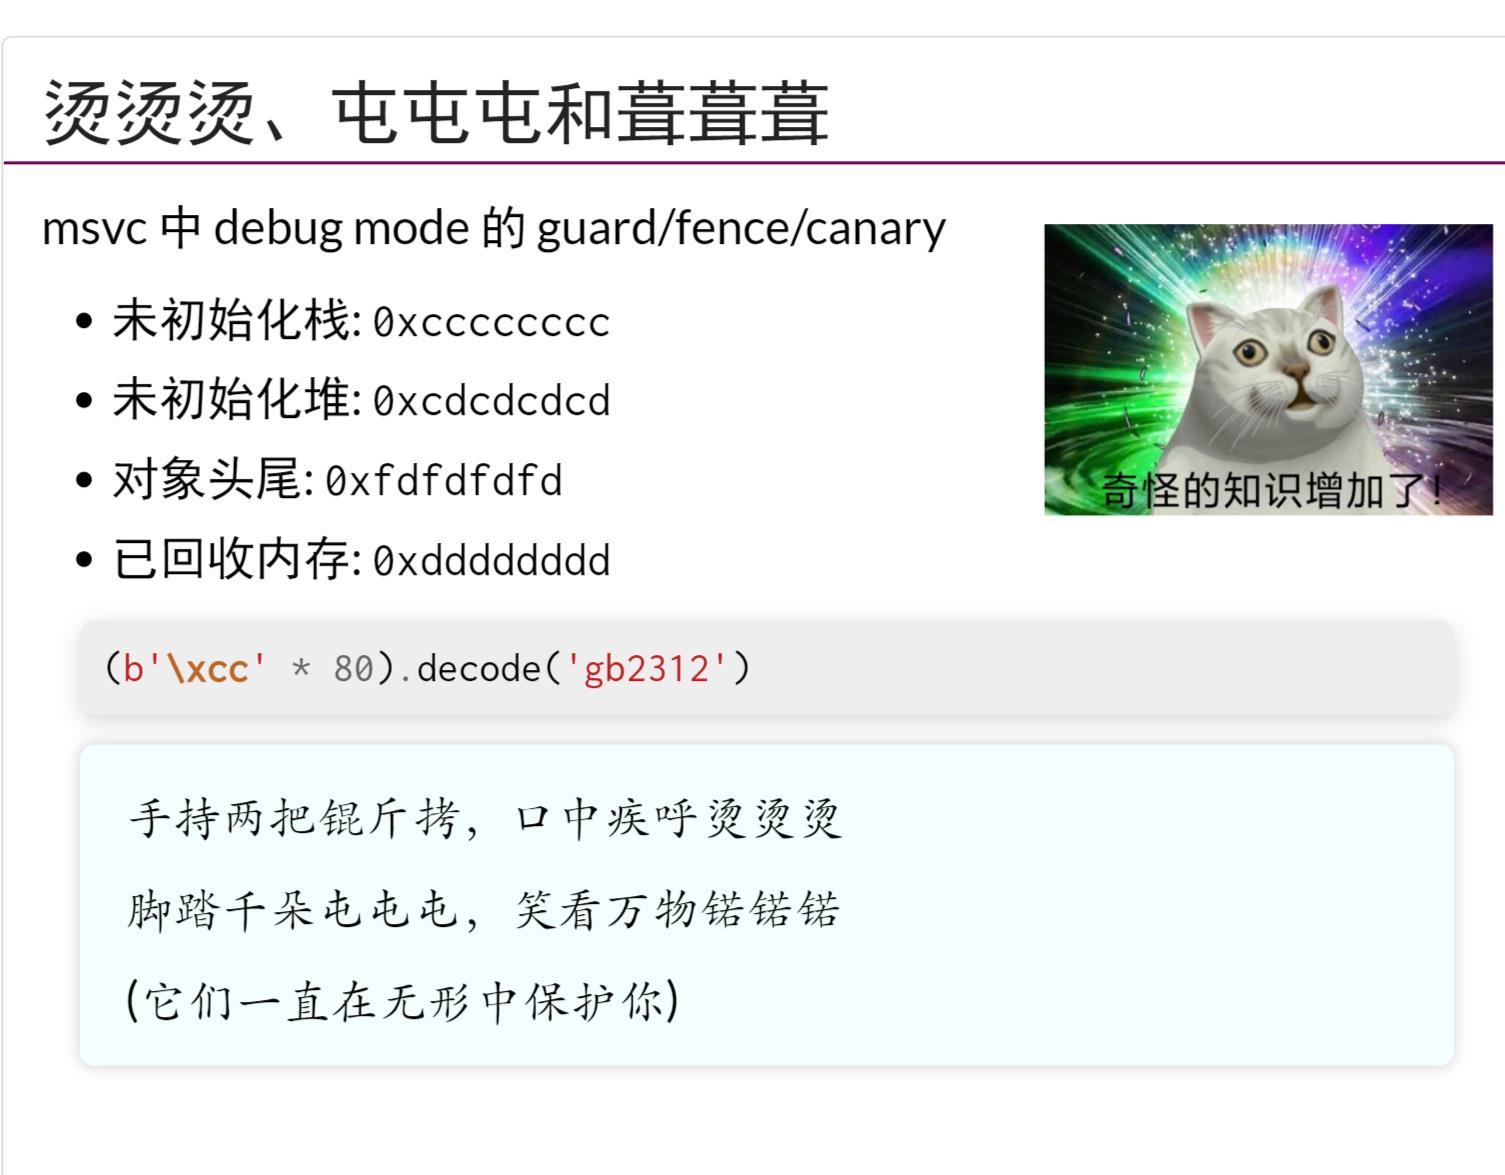 烫烫烫、屯屯屯和葺葺葺
msvc 中 debug mode 的 guard/fence/canary
• 未初始化栈: 0xcccccccc
• 未初始化堆: 0xcdcdcdcd
• 对象头尾: 0xfdfdfdfd
• 已回收内存: 0xdddddddd
奇怪的知识增加了!
(b'\xcc' * 80).decode('gb2312')
手持两把锟斤拷，口中疾呼烫烫烫
脚踏千朵屯屯屯，笑看万物锘锘锘
(它们一直在无形中保护你)